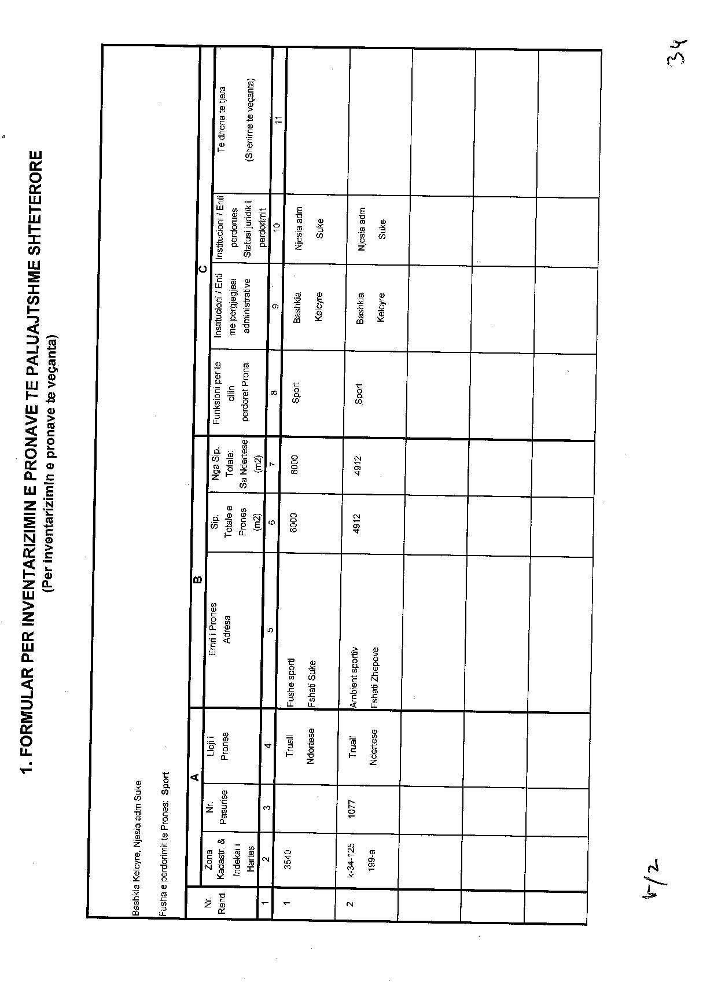 1. FORMULAR PER INVENTARIZIMIN E PRONAVE TE PALUAJTSHME SHTETERORE
(Per inventarizimin e pronave te veçanta)
Bashkia Kelcyre, Njesia adm Suke
Fusha e perdorimit te Prones: Sport
A B C
Nr. Rend.
Zona Kadastr. & Indeksi i Hartes
Nr. Pasurise
Lloji i Prones
Emri i Prones Adresa
Sip. Totale e Prones (m2)
Nga Sip. Totale: Sa Ndertese (m2)
Funksioni per te cilin perdoret Prona
Institucioni / Enti me pergjegjesi administrative
Institucioni / Enti perdorues Statusi juridik i perdorimit
Te dhena te tjera (Shenime te veçanta)
1 2 3 4 5 6 7 8 9 10 11
1 3540 Truall Fushe sporti 6000 6000 Sport Bashkia Njesia adm
Ndertese Fshati Suke Kelcyre Suke
2 k-34-125 1077 Truall Ambient sportiv 4912 4912 Sport Bashkia Njesia adm
199-a Ndertese Fshati Zhepove Kelcyre Suke
34